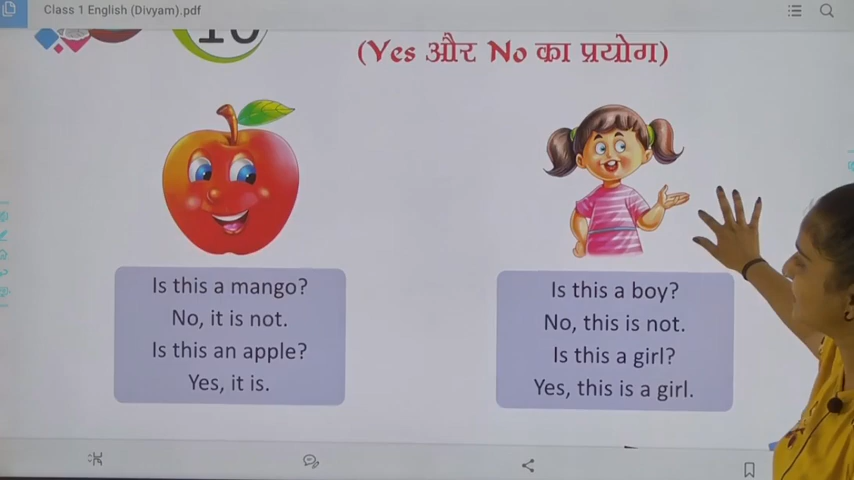 Class 1 English (Divyam).pdf
10
(Yes और No का प्रयोग)
Is this a mango?
No, it is not.
Is this an apple?
Yes, it is.
Is this a boy?
No, this is not.
Is this a girl?
Yes, this is a girl.